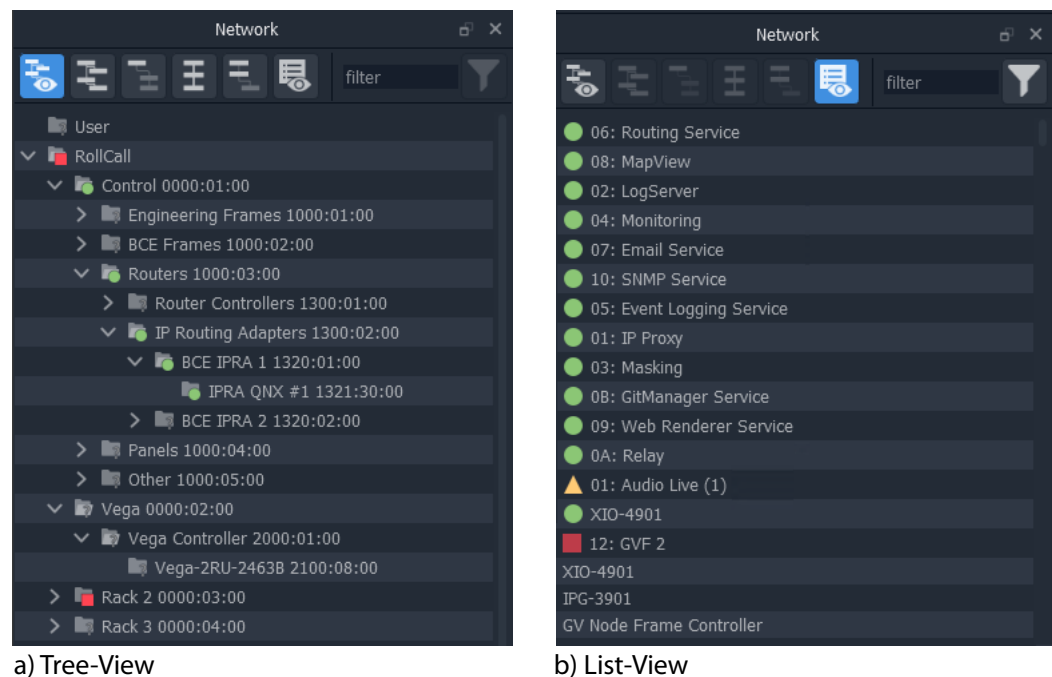 Network
filter
User
RollCall
Control 0000:01:00
Engineering Frames 1000:01:00
BCE Frames 1000:02:00
Routers 1000:03:00
Router Controllers 1300:01:00
IP Routing Adapters 1300:02:00
BCE IPRA 1 1320:01:00
IPRA QNX #1 1321:30:00
BCE IPRA 2 1320:02:00
Panels 1000:04:00
Other 1000:05:00
Vega 0000:02:00
Vega Controller 2000:01:00
Vega-2RU-2463B 2100:08:00
Rack 2 0000:03:00
Rack 3 0000:04:00
a) Tree-View
Network
filter
06: Routing Service
08: MapView
02: LogServer
04: Monitoring
07: Email Service
10: SNMP Service
05: Event Logging Service
01: IP Proxy
03: Masking
0B: GitManager Service
09: Web Renderer Service
0A: Relay
01: Audio Live (1)
XIO-4901
12: GVF 2
XIO-4901
IPG-3901
GV Node Frame Controller
b) List-View